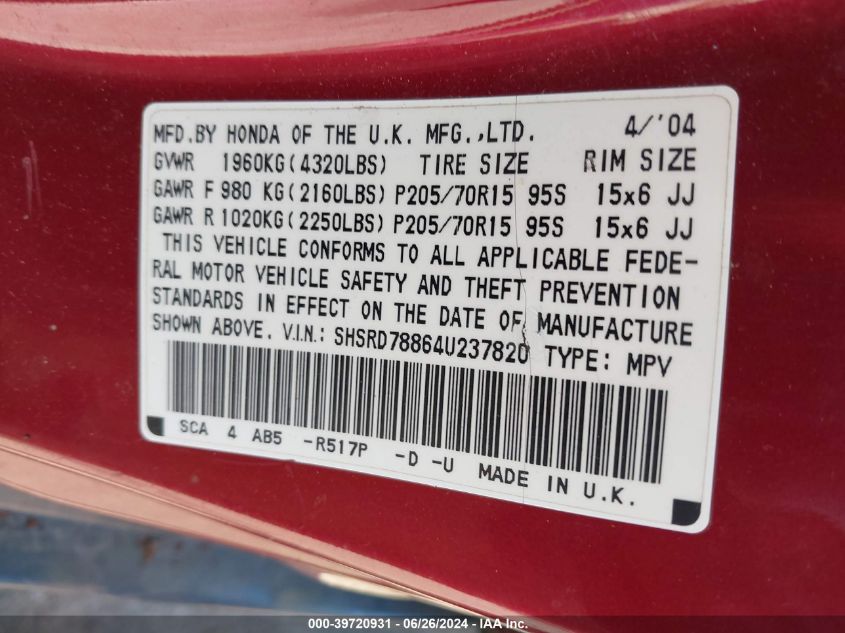 MFD.BY HONDA OF THE U.K. MFG.,LTD. 4/'04
GVWR 1960KG(4320LBS) TIRE SIZE RIM SIZE
GAWR F 980 KG(2160LBS) P205/70R15 95S 15x6 JJ
GAWR R 1020KG(2250LBS) P205/70R15 95S 15x6 JJ
THIS VEHICLE CONFORMS TO ALL APPLICABLE FEDE-
RAL MOTOR VEHICLE SAFETY AND THEFT PREVENTION
STANDARDS IN EFFECT ON THE DATE OF MANUFACTURE
SHOWN ABOVE. V.I.N.: SHSRD78864U237820 TYPE: MPV
SCA 4 AB5 -R517P -D -U MADE IN U.K.
000-39720931 - 06/26/2024 - IAAI.com